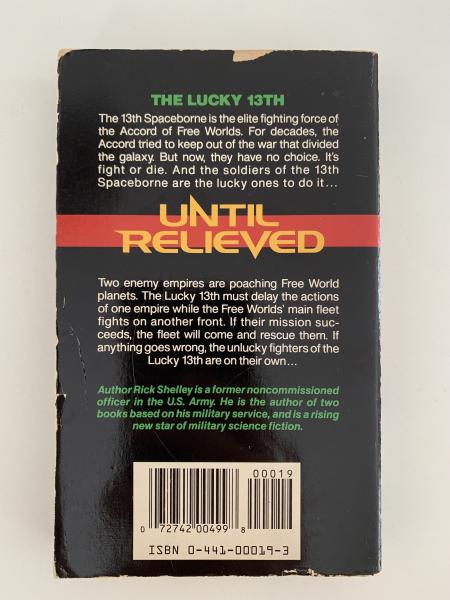 THE LUCKY 13TH
The 13th Spaceborne is the elite fighting force of
the Accord of Free Worlds. For decades, the
Accord tried to keep out of the war that divided
the galaxy. But now, they have no choice. It's
fight or die. And the soldiers of the 13th
Spaceborne are the lucky ones to do it...
UNTIL
RELIEVED
Two enemy empires are poaching Free World
planets. The Lucky 13th must delay the actions
of one empire while the Free Worlds' main fleet
fights on another front. If their mission suc-
ceeds, the fleet will come and rescue them. If
anything goes wrong, the unlucky fighters of the
Lucky 13th are on their own...
Author Rick Shelley is a former noncommissioned
officer in the U.S. Army. He is the author of two
books based on his military service, and is a rising
new star of military science fiction.
00019
0 72742 00499 8
ISBN 0-441-00019-3